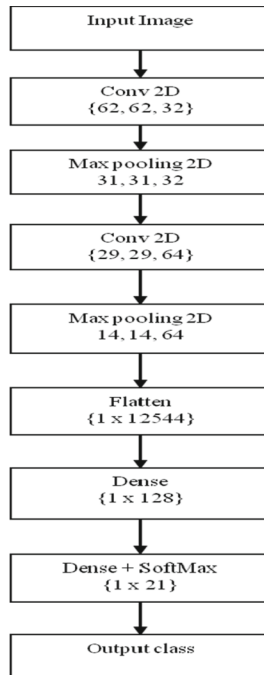 Input Image
Conv 2D
{62, 62, 32}
Max pooling 2D
31, 31, 32
Conv 2D
{29, 29, 64}
Max pooling 2D
14, 14, 64
Flatten
{1 x 12544}
Dense
{1 x 128}
Dense + SoftMax
{1 x 21}
Output class